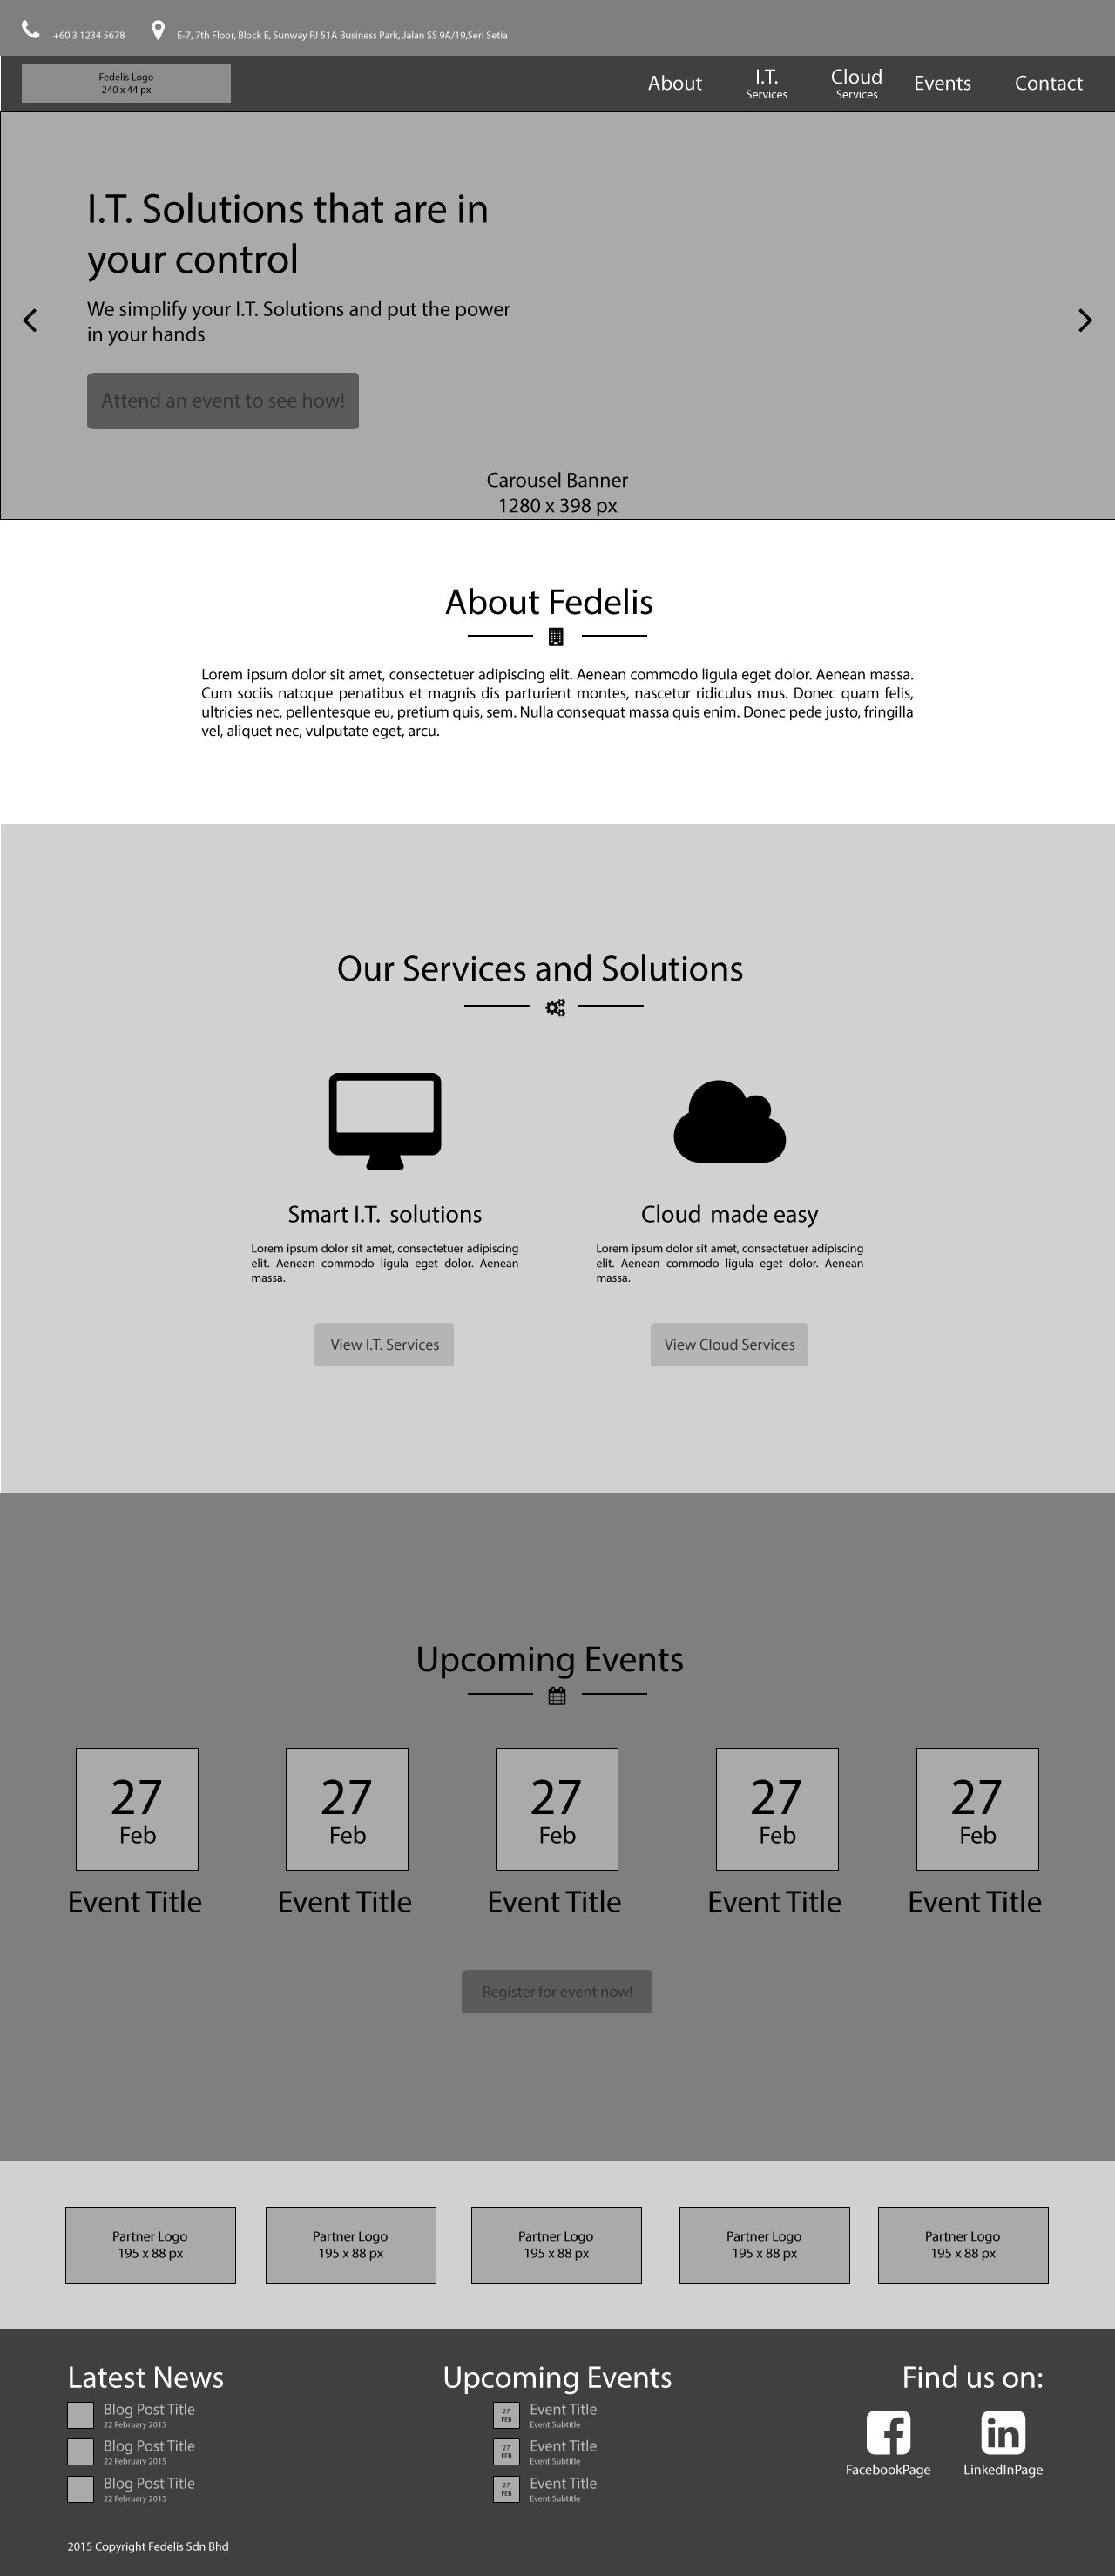 +60 3 1234 5678
E-7, 7th Floor, Block E, Sunway PJ 51A Business Park, Jalan SS 9A/19,Seri Setia
Fedelis Logo
240 x 44 px
About
I.T.
Services
Cloud
Services
Events
Contact
I.T. Solutions that are in
your control
We simplify your I.T. Solutions and put the power
in your hands
Attend an event to see how!
Carousel Banner
1280 x 398 px
About Fedelis
Lorem ipsum dolor sit amet, consectetuer adipiscing elit. Aenean commodo ligula eget dolor. Aenean massa.
Cum sociis natoque penatibus et magnis dis parturient montes, nascetur ridiculus mus. Donec quam felis,
ultricies nec, pellentesque eu, pretium quis, sem. Nulla consequat massa quis enim. Donec pede justo, fringilla
vel, aliquet nec, vulputate eget, arcu.
Our Services and Solutions
Smart I.T. solutions
Lorem ipsum dolor sit amet, consectetuer adipiscing
elit. Aenean commodo ligula eget dolor. Aenean
massa.
View I.T. Services
Cloud made easy
Lorem ipsum dolor sit amet, consectetuer adipiscing
elit. Aenean commodo ligula eget dolor. Aenean
massa.
View Cloud Services
Upcoming Events
27
Feb
Event Title
27
Feb
Event Title
27
Feb
Event Title
27
Feb
Event Title
27
Feb
Event Title
Register for event now!
Partner Logo
195 x 88 px
Partner Logo
195 x 88 px
Partner Logo
195 x 88 px
Partner Logo
195 x 88 px
Partner Logo
195 x 88 px
Latest News
Blog Post Title
22 February 2015
Blog Post Title
22 February 2015
Blog Post Title
22 February 2015
Upcoming Events
27
FEB
Event Title
Event Subtitle
27
FEB
Event Title
Event Subtitle
27
FEB
Event Title
Event Subtitle
Find us on:
FacebookPage
LinkedInPage
2015 Copyright Fedelis Sdn Bhd